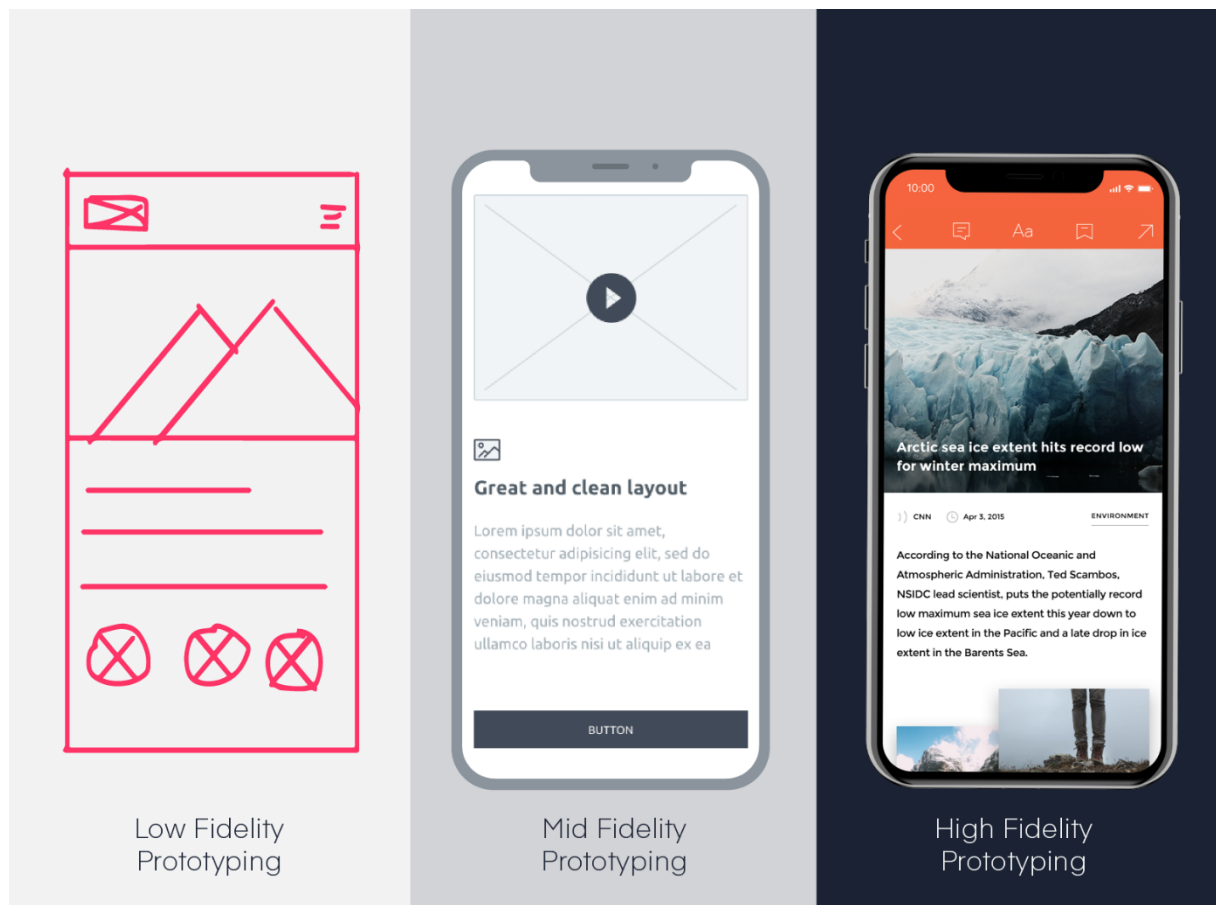 Low Fidelity
Prototyping
Great and clean layout
Lorem ipsum dolor sit amet,
consectetur adipisicing elit, sed do
eiusmod tempor incididunt ut labore et
dolore magna aliquat enim ad minim
veniam, quis nostrud exercitation
ullamco laboris nisi ut aliquip ex ea
BUTTON
Mid Fidelity
Prototyping
10:00
Aa
Arctic sea ice extent hits record low
for winter maximum
CNN Apr 3, 2015 ENVIRONMENT
According to the National Oceanic and
Atmospheric Administration, Ted Scambos,
NSIDC lead scientist, puts the potentially record
low maximum sea ice extent this year down to
low ice extent in the Pacific and a late drop in ice
extent in the Barents Sea.
High Fidelity
Prototyping